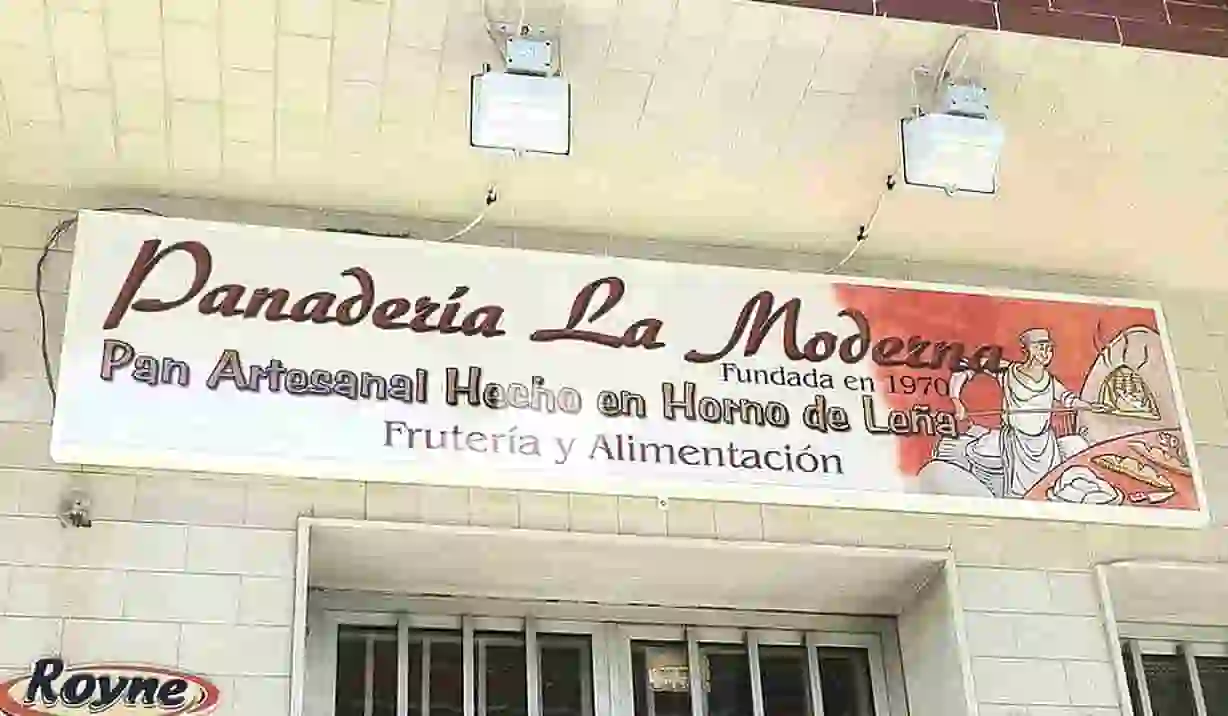 Panadería La Moderna
Fundada en 1970
Pan Artesanal Hecho en Horno de Leña
Frutería y Alimentación
Royne